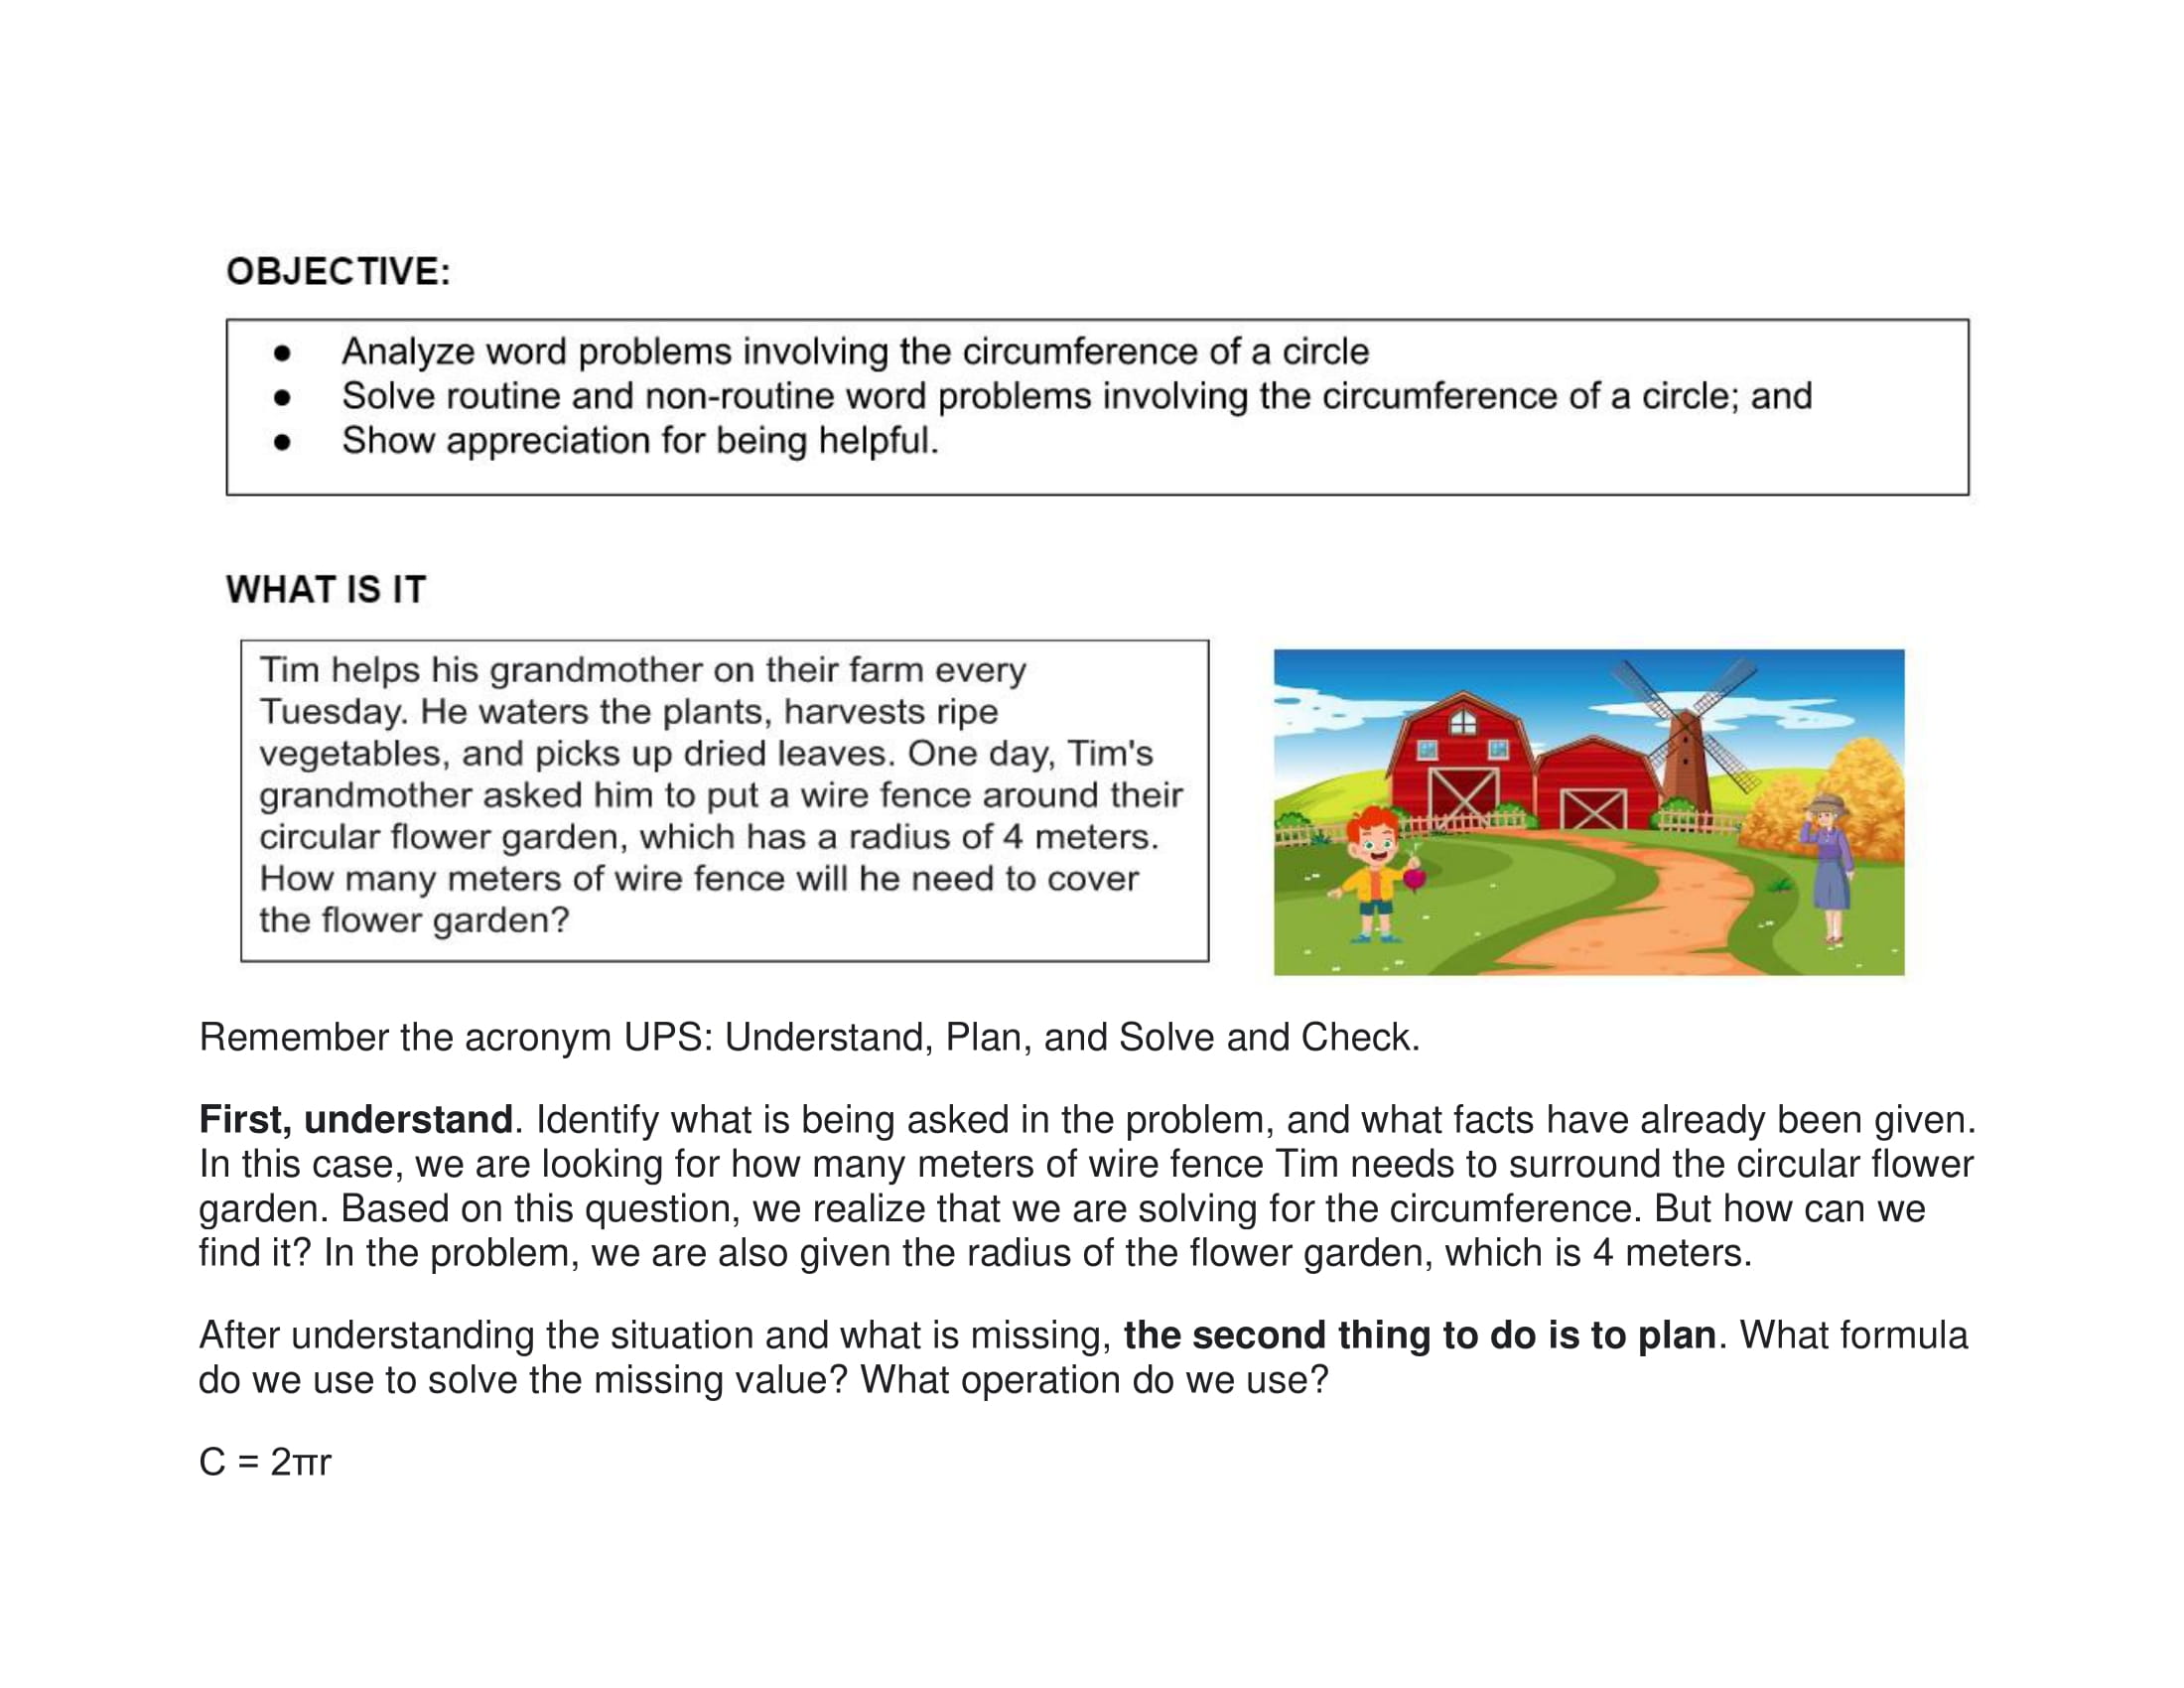 OBJECTIVE:
● Analyze word problems involving the circumference of a circle
● Solve routine and non-routine word problems involving the circumference of a circle; and
● Show appreciation for being helpful.
WHAT IS IT
Tim helps his grandmother on their farm every
Tuesday. He waters the plants, harvests ripe
vegetables, and picks up dried leaves. One day, Tim's
grandmother asked him to put a wire fence around their
circular flower garden, which has a radius of 4 meters.
How many meters of wire fence will he need to cover
the flower garden?
Remember the acronym UPS: Understand, Plan, and Solve and Check.
First, understand. Identify what is being asked in the problem, and what facts have already been given.
In this case, we are looking for how many meters of wire fence Tim needs to surround the circular flower
garden. Based on this question, we realize that we are solving for the circumference. But how can we
find it? In the problem, we are also given the radius of the flower garden, which is 4 meters.
After understanding the situation and what is missing, the second thing to do is to plan. What formula
do we use to solve the missing value? What operation do we use?
C = 2πr